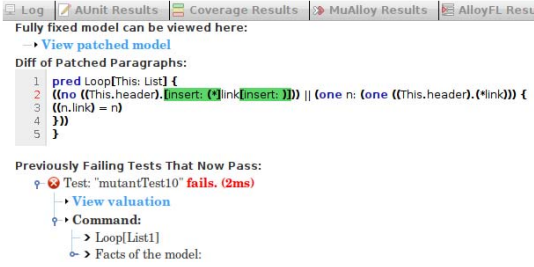 Log AUnit Results Coverage Results MuAlloy Results AlloyFL Resu
Fully fixed model can be viewed here:
View patched model
Diff of Patched Paragraphs:
1 pred Loop[This: List] {
2 ((no ((This.header).[insert: (*]link[insert: )])) || (one n: (one ((This.header).(*link))) {
3 ((n.link) = n)
4 }))
5 }
Previously Failing Tests That Now Pass:
Test: "mutantTest10" fails. (2ms)
View valuation
Command:
> Loop[List1]
> Facts of the model: